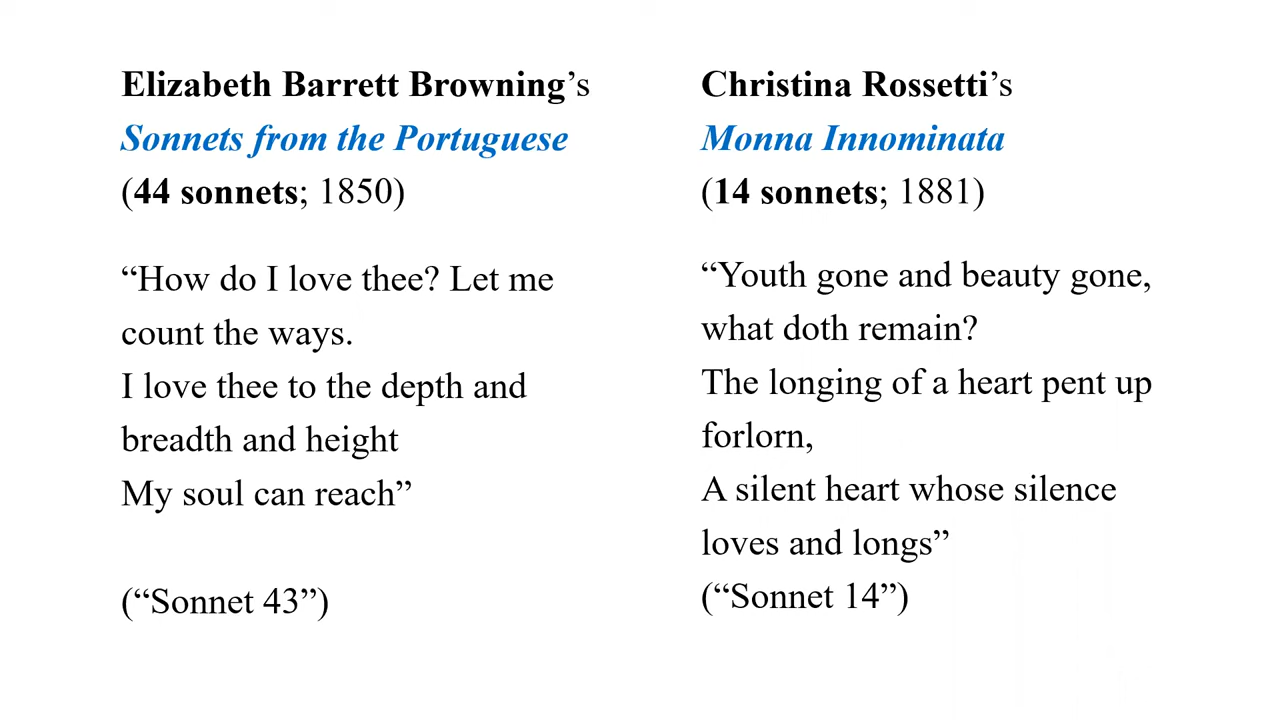 Elizabeth Barrett Browning’s
Sonnets from the Portuguese
(44 sonnets; 1850)
“How do I love thee? Let me
count the ways.
I love thee to the depth and
breadth and height
My soul can reach”
(“Sonnet 43”)
Christina Rossetti’s
Monna Innominata
(14 sonnets; 1881)
“Youth gone and beauty gone,
what doth remain?
The longing of a heart pent up
forlorn,
A silent heart whose silence
loves and longs”
(“Sonnet 14”)